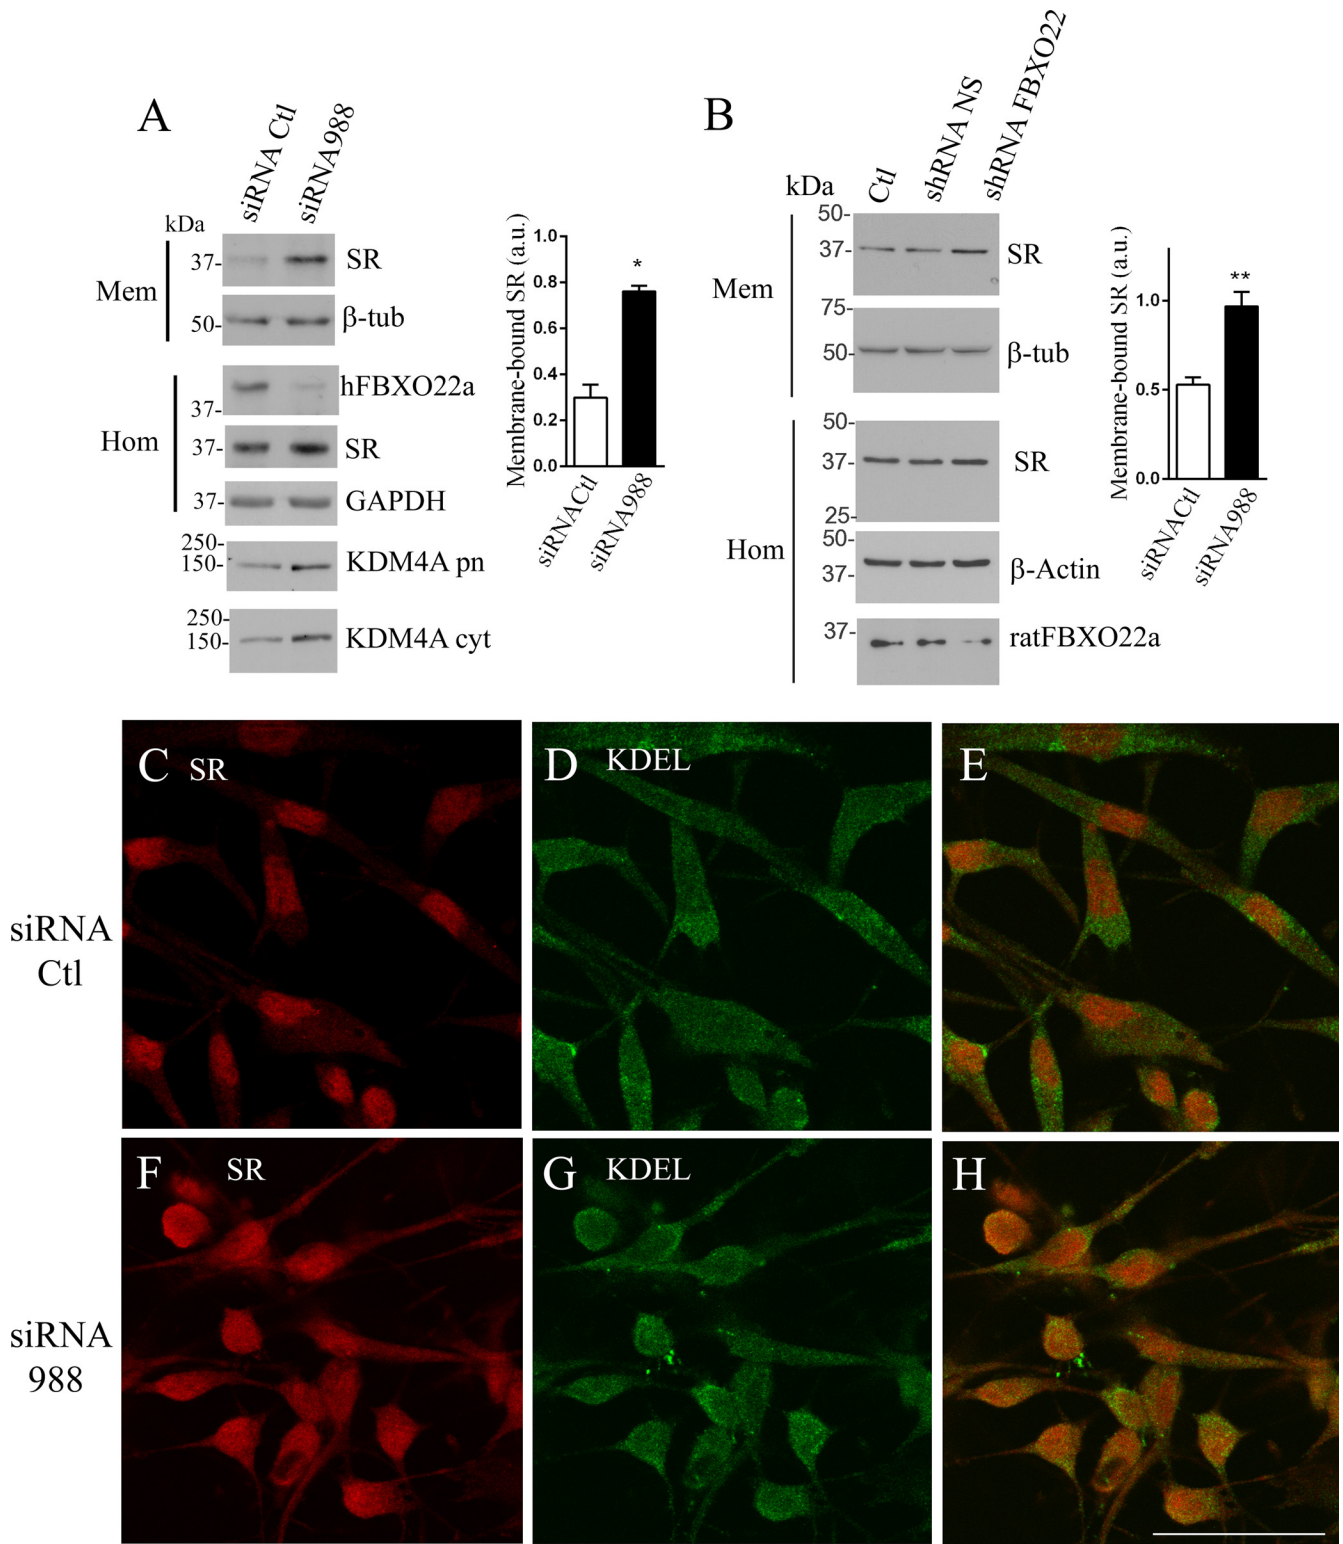 A
siRNA Ctl
siRNA988
kDa
Mem
37-
SR
50-
β-tub
Hom
hFBXO22a
37-
37-
SR
37-
GAPDH
250-
150-
KDM4A pn
250-
150-
KDM4A cyt
Membrane-bound SR (a.u.)
1.0
0.8
0.6
0.4
0.2
0.0
*
siRNACtl
siRNA988
B
kDa
Ctl
shRNA NS
shRNA FBXO22
Mem
50-
37-
SR
75-
50-
β-tub
Hom
50-
37-
25-
SR
50-
37-
β-Actin
37-
ratFBXO22a
Membrane-bound SR (a.u.)
1.0
0.5
0.0
**
siRNACtl
siRNA988
siRNA
Ctl
C SR
D KDEL
E
siRNA
988
F SR
G KDEL
H